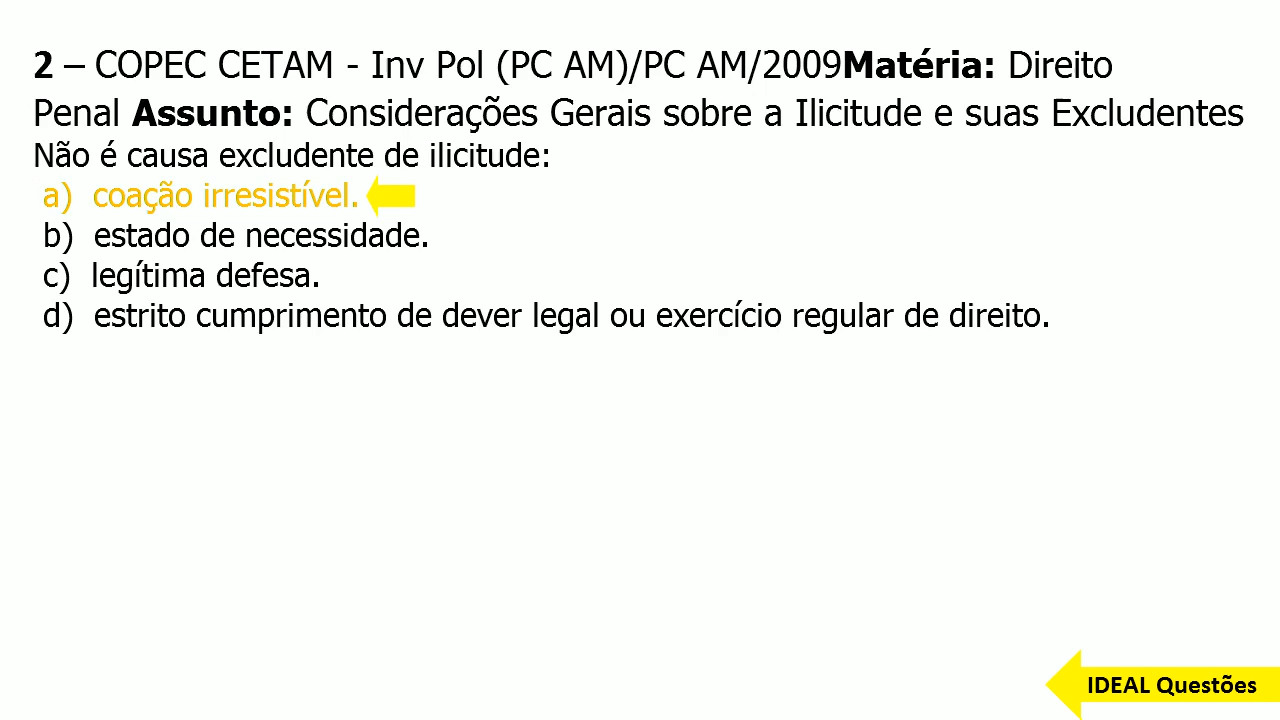 2 – COPEC CETAM - Inv Pol (PC AM)/PC AM/2009Matéria: Direito
Penal Assunto: Considerações Gerais sobre a Ilicitude e suas Excludentes
Não é causa excludente de ilicitude:
a) coação irresistível.
b) estado de necessidade.
c) legítima defesa.
d) estrito cumprimento de dever legal ou exercício regular de direito.
IDEAL Questões